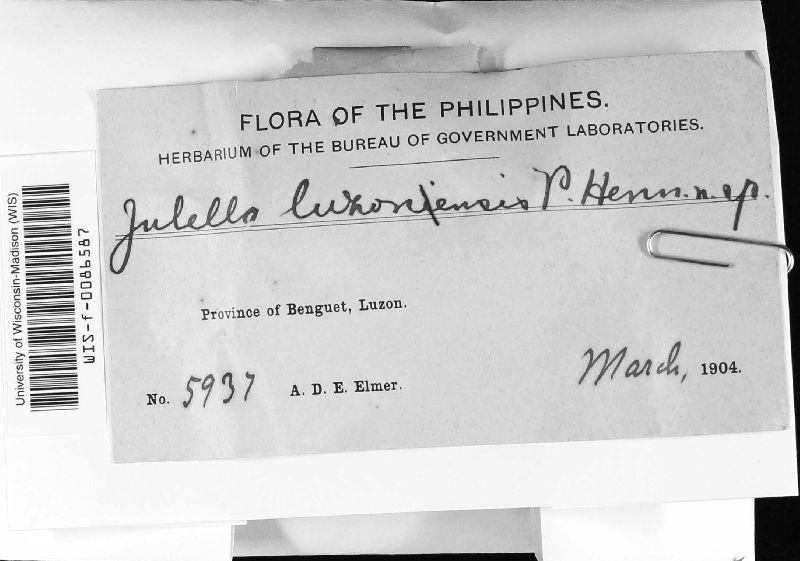 FLORA OF THE PHILIPPINES.
HERBARIUM OF THE BUREAU OF GOVERNMENT LABORATORIES.
Julella luzonensis P. Henn. n. sp.
Province of Benguet, Luzon.
No. 5937 A. D. E. Elmer.
March, 1904.
University of Wisconsin-Madison (WIS)
WIS-f-0086587